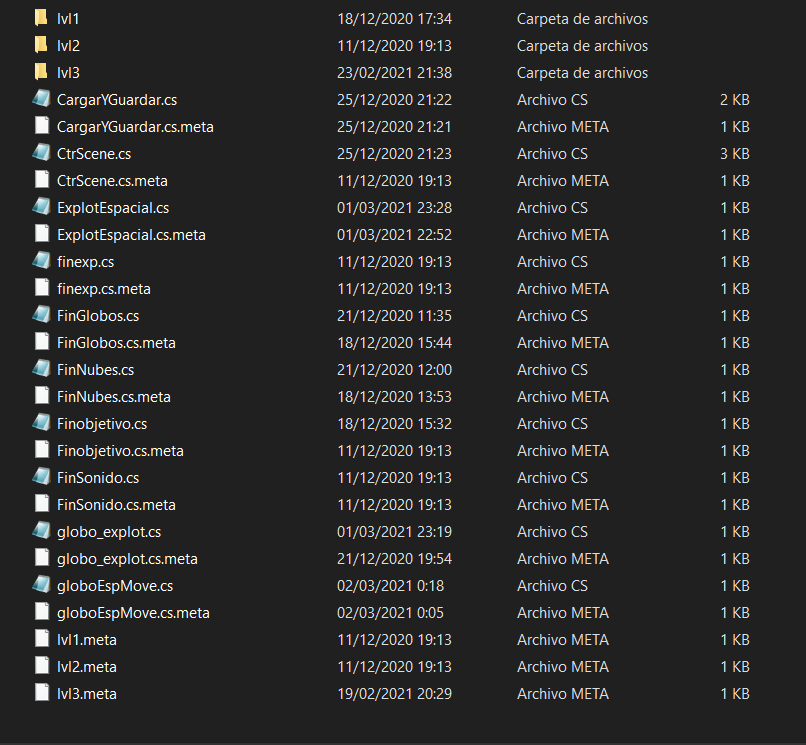 lvl1 18/12/2020 17:34 Carpeta de archivos
lvl2 11/12/2020 19:13 Carpeta de archivos
lvl3 23/02/2021 21:38 Carpeta de archivos
CargarYGuardar.cs 25/12/2020 21:22 Archivo CS 2 KB
CargarYGuardar.cs.meta 25/12/2020 21:21 Archivo META 1 KB
CtrScene.cs 25/12/2020 21:23 Archivo CS 3 KB
CtrScene.cs.meta 11/12/2020 19:13 Archivo META 1 KB
ExplotEspacial.cs 01/03/2021 23:28 Archivo CS 1 KB
ExplotEspacial.cs.meta 01/03/2021 22:52 Archivo META 1 KB
finexp.cs 11/12/2020 19:13 Archivo CS 1 KB
finexp.cs.meta 11/12/2020 19:13 Archivo META 1 KB
FinGlobos.cs 21/12/2020 11:35 Archivo CS 1 KB
FinGlobos.cs.meta 18/12/2020 15:44 Archivo META 1 KB
FinNubes.cs 21/12/2020 12:00 Archivo CS 1 KB
FinNubes.cs.meta 18/12/2020 13:53 Archivo META 1 KB
Finobjetivo.cs 18/12/2020 15:32 Archivo CS 1 KB
Finobjetivo.cs.meta 11/12/2020 19:13 Archivo META 1 KB
FinSonido.cs 11/12/2020 19:13 Archivo CS 1 KB
FinSonido.cs.meta 11/12/2020 19:13 Archivo META 1 KB
globo_explot.cs 01/03/2021 23:19 Archivo CS 1 KB
globo_explot.cs.meta 21/12/2020 19:54 Archivo META 1 KB
globoEspMove.cs 02/03/2021 0:18 Archivo CS 1 KB
globoEspMove.cs.meta 02/03/2021 0:05 Archivo META 1 KB
lvl1.meta 11/12/2020 19:13 Archivo META 1 KB
lvl2.meta 11/12/2020 19:13 Archivo META 1 KB
lvl3.meta 19/02/2021 20:29 Archivo META 1 KB